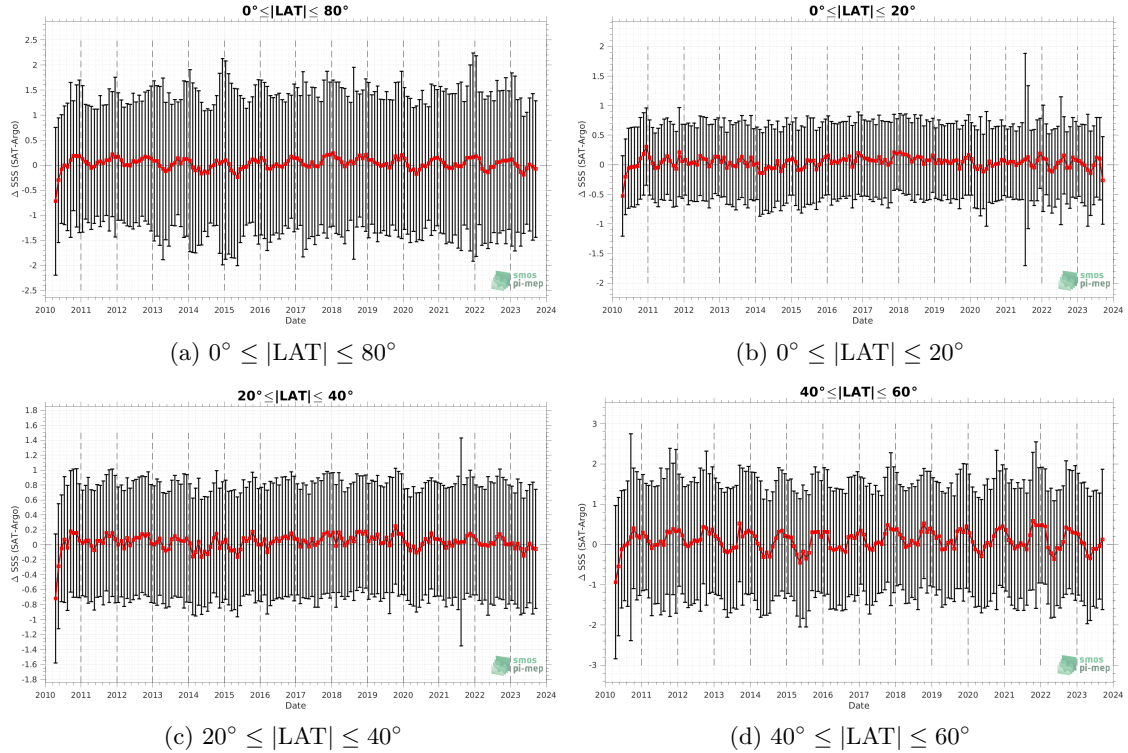 0°≤|LAT|≤ 80°
2.5
2
1.5
1
0.5
0
-0.5
-1
-1.5
-2
-2.5
Δ SSS (SAT-Argo)
2010 2011 2012 2013 2014 2015 2016 2017 2018 2019 2020 2021 2022 2023 2024
Date
smos
pi-mep
(a) 0° ≤ |LAT| ≤ 80°
0°≤|LAT|≤ 20°
2
1.5
1
0.5
0
-0.5
-1
-1.5
-2
Δ SSS (SAT-Argo)
2010 2011 2012 2013 2014 2015 2016 2017 2018 2019 2020 2021 2022 2023 2024
Date
smos
pi-mep
(b) 0° ≤ |LAT| ≤ 20°
20°≤|LAT|≤ 40°
1.8
1.6
1.4
1.2
1
0.8
0.6
0.4
0.2
0
-0.2
-0.4
-0.6
-0.8
-1
-1.2
-1.4
-1.6
-1.8
Δ SSS (SAT-Argo)
2010 2011 2012 2013 2014 2015 2016 2017 2018 2019 2020 2021 2022 2023 2024
Date
smos
pi-mep
(c) 20° ≤ |LAT| ≤ 40°
40°≤|LAT|≤ 60°
3
2
1
0
-1
-2
-3
Δ SSS (SAT-Argo)
2010 2011 2012 2013 2014 2015 2016 2017 2018 2019 2020 2021 2022 2023 2024
Date
smos
pi-mep
(d) 40° ≤ |LAT| ≤ 60°